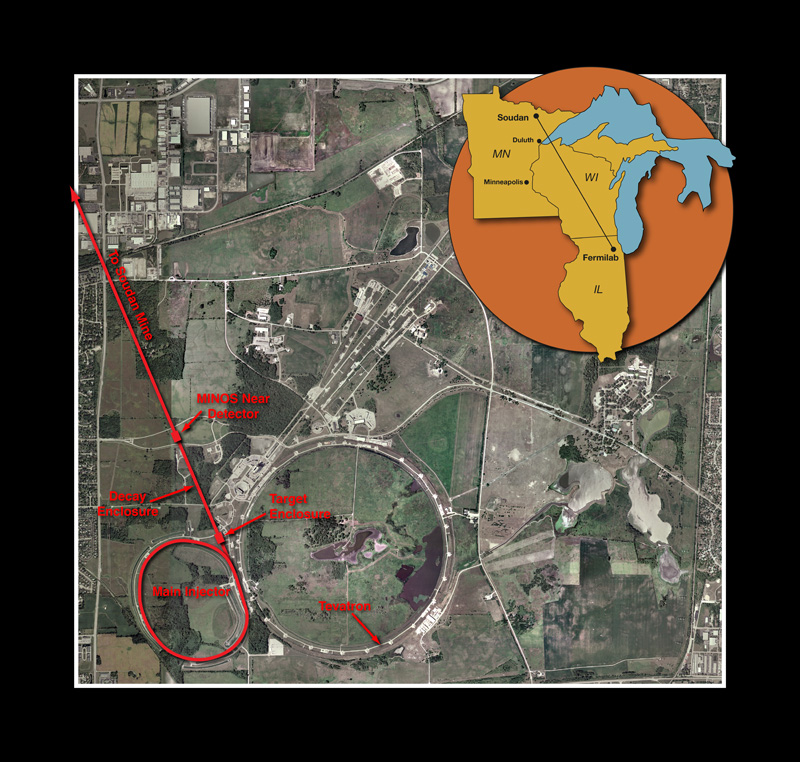 Soudan
Duluth
MN
WI
Minneapolis
Fermilab
IL
To Soudan Mine
MINOS Near
Detector
Decay
Enclosure
Target
Enclosure
Main Injector
Tevatron